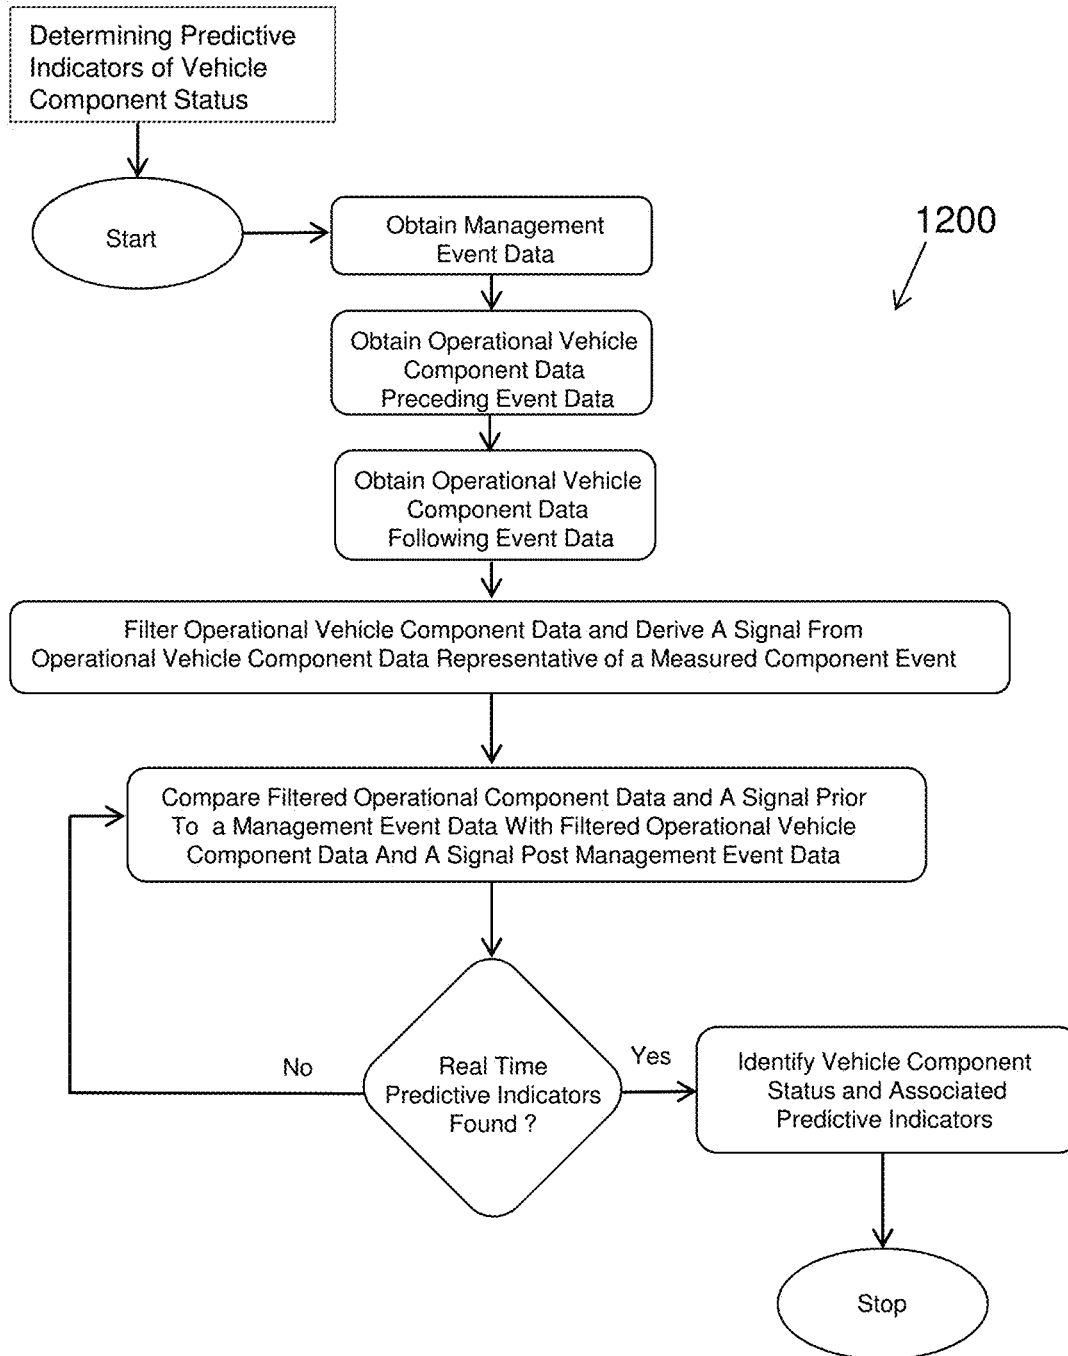 Determining Predictive
Indicators of Vehicle
Component Status
Start
Obtain Management
Event Data
1200
Obtain Operational Vehicle
Component Data
Preceding Event Data
Obtain Operational Vehicle
Component Data
Following Event Data
Filter Operational Vehicle Component Data and Derive A Signal From
Operational Vehicle Component Data Representative of a Measured Component Event
Compare Filtered Operational Component Data and A Signal Prior
To a Management Event Data With Filtered Operational Vehicle
Component Data And A Signal Post Management Event Data
No
Real Time
Predictive Indicators
Found ?
Yes
Identify Vehicle Component
Status and Associated
Predictive Indicators
Stop